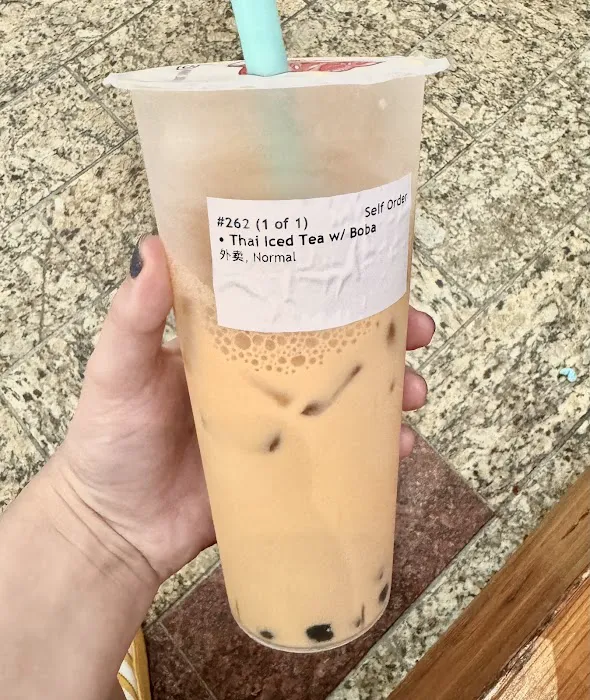 #262 (1 of 1)
Self Order
• Thai Iced Tea w/ Boba
外卖, Normal